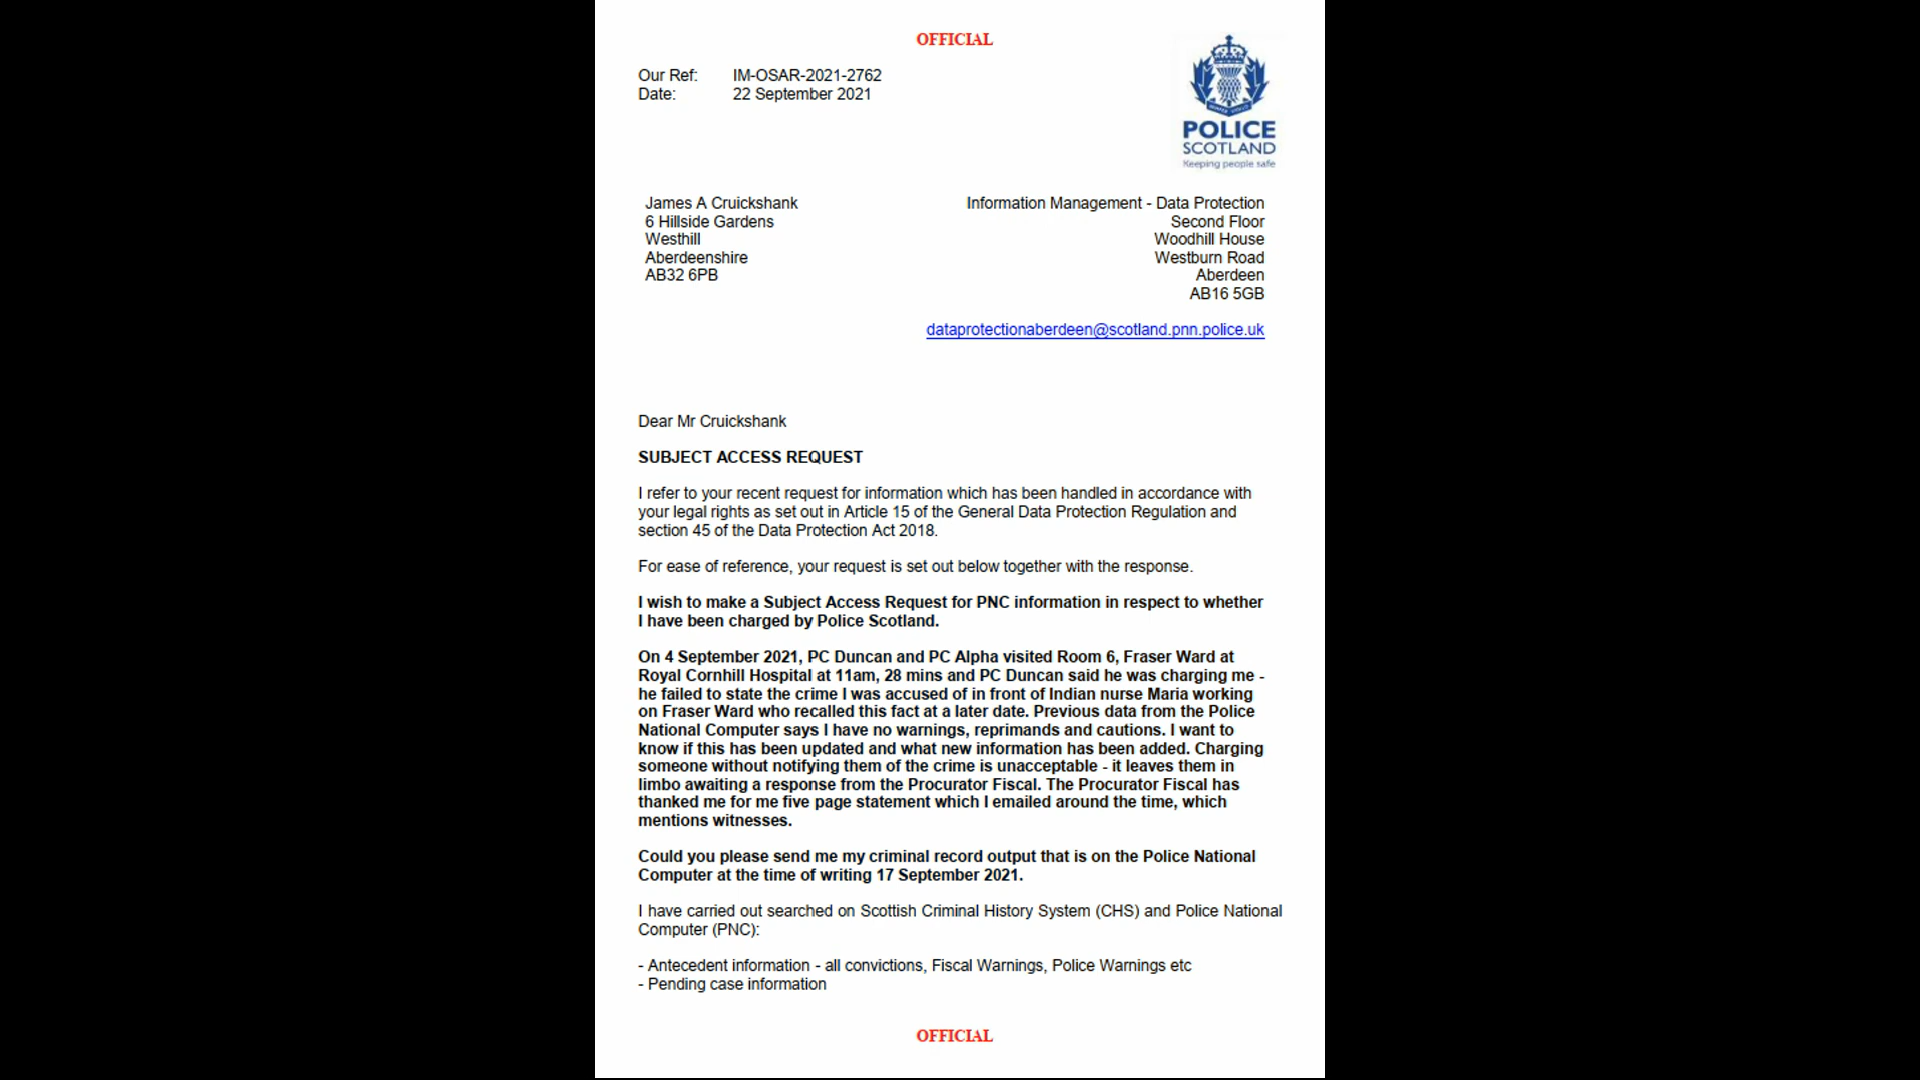 OFFICIAL
Our Ref: IM-OSAR-2021-2762
Date: 22 September 2021
POLICE
SCOTLAND
Keeping people safe
James A Cruickshank
6 Hillside Gardens
Westhill
Aberdeenshire
AB32 6PB
Information Management - Data Protection
Second Floor
Woodhill House
Westburn Road
Aberdeen
AB16 5GB
dataprotectionaberdeen@scotland.pnn.police.uk
Dear Mr Cruickshank
SUBJECT ACCESS REQUEST
I refer to your recent request for information which has been handled in accordance with
your legal rights as set out in Article 15 of the General Data Protection Regulation and
section 45 of the Data Protection Act 2018.
For ease of reference, your request is set out below together with the response.
I wish to make a Subject Access Request for PNC information in respect to whether
I have been charged by Police Scotland.
On 4 September 2021, PC Duncan and PC Alpha visited Room 6, Fraser Ward at
Royal Cornhill Hospital at 11am, 28 mins and PC Duncan said he was charging me -
he failed to state the crime I was accused of in front of Indian nurse Maria working
on Fraser Ward who recalled this fact at a later date. Previous data from the Police
National Computer says I have no warnings, reprimands and cautions. I want to
know if this has been updated and what new information has been added. Charging
someone without notifying them of the crime is unacceptable - it leaves them in
limbo awaiting a response from the Procurator Fiscal. The Procurator Fiscal has
thanked me for me five page statement which I emailed around the time, which
mentions witnesses.
Could you please send me my criminal record output that is on the Police National
Computer at the time of writing 17 September 2021.
I have carried out searched on Scottish Criminal History System (CHS) and Police National
Computer (PNC):
- Antecedent information - all convictions, Fiscal Warnings, Police Warnings etc
- Pending case information
OFFICIAL